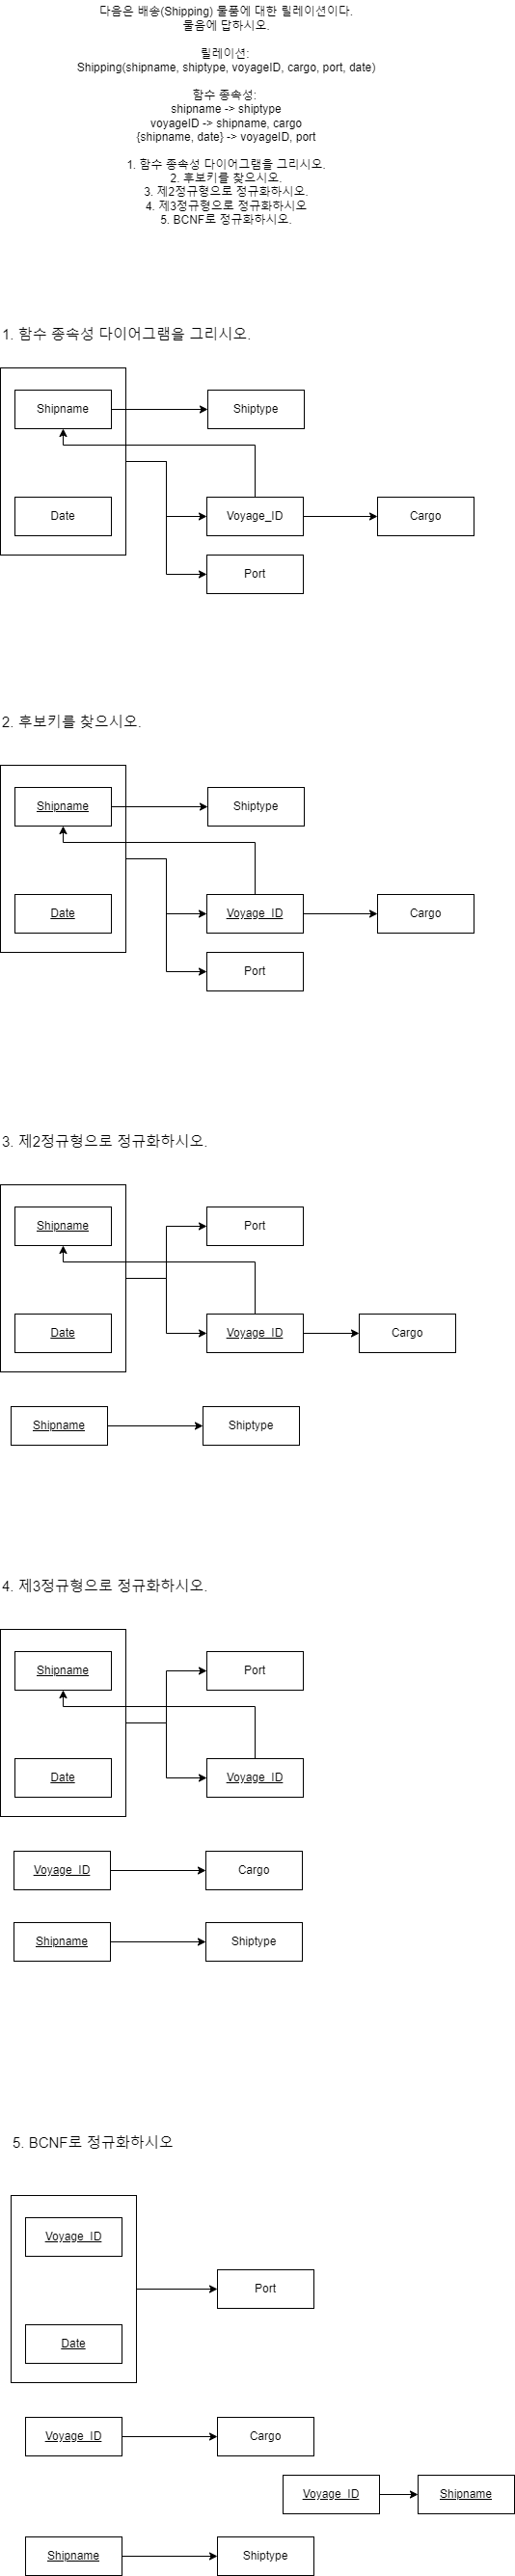 다음은 배송(Shipping) 물품에 대한 릴레이션이다.
물음에 답하시오.
릴레이션:
Shipping(shipname, shiptype, voyageID, cargo, port, date)
함수 종속성:
shipname -> shiptype
voyageID -> shipname, cargo
{shipname, date} -> voyageID, port
1. 함수 종속성 다이어그램을 그리시오.
2. 후보키를 찾으시오.
3. 제2정규형으로 정규화하시오.
4. 제3정규형으로 정규화하시오
5. BCNF로 정규화하시오.
1. 함수 종속성 다이어그램을 그리시오.
Shipname
Shiptype
Date
Voyage_ID
Cargo
Port
2. 후보키를 찾으시오.
Shipname
Shiptype
Date
Voyage_ID
Cargo
Port
3. 제2정규형으로 정규화하시오.
Shipname
Port
Date
Voyage_ID
Cargo
Shipname
Shiptype
4. 제3정규형으로 정규화하시오.
Shipname
Port
Date
Voyage_ID
Voyage_ID
Cargo
Shipname
Shiptype
5. BCNF로 정규화하시오
Voyage_ID
Port
Date
Voyage_ID
Cargo
Voyage_ID
Shipname
Shipname
Shiptype